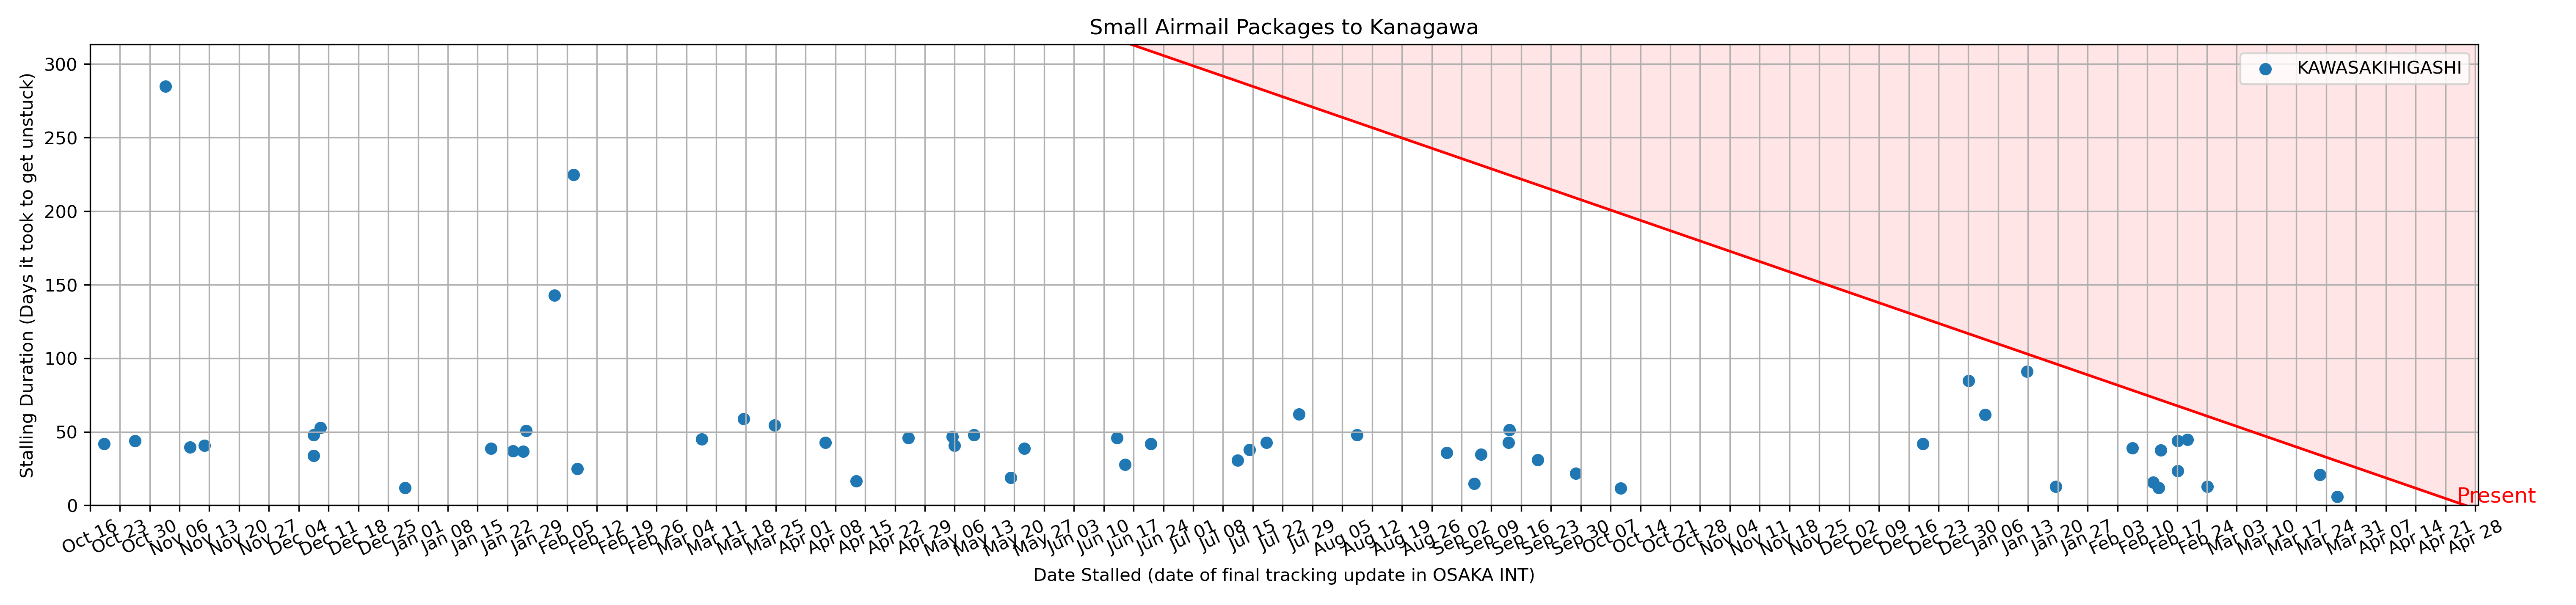 Small Airmail Packages to Kanagawa
Stalling Duration (Days it took to get unstuck)
300
250
200
150
100
50
0
KAWASAKIHIGASHI
Present
Oct 16
Oct 23
Oct 30
Nov 06
Nov 13
Nov 20
Nov 27
Dec 04
Dec 11
Dec 18
Dec 25
Jan 01
Jan 08
Jan 15
Jan 22
Jan 29
Feb 05
Feb 12
Feb 19
Feb 26
Mar 04
Mar 11
Mar 18
Mar 25
Apr 01
Apr 08
Apr 15
Apr 22
Apr 29
May 06
May 13
May 20
May 27
Jun 03
Jun 10
Jun 17
Jun 24
Jul 01
Jul 08
Jul 15
Jul 22
Jul 29
Aug 05
Aug 12
Aug 19
Aug 26
Sep 02
Sep 09
Sep 16
Sep 23
Sep 30
Oct 07
Oct 14
Oct 21
Oct 28
Nov 04
Nov 11
Nov 18
Nov 25
Dec 02
Dec 09
Dec 16
Dec 23
Dec 30
Jan 06
Jan 13
Jan 20
Jan 27
Feb 03
Feb 10
Feb 17
Feb 24
Mar 03
Mar 10
Mar 17
Mar 24
Mar 31
Apr 07
Apr 14
Apr 21
Apr 28
Date Stalled (date of final tracking update in OSAKA INT)